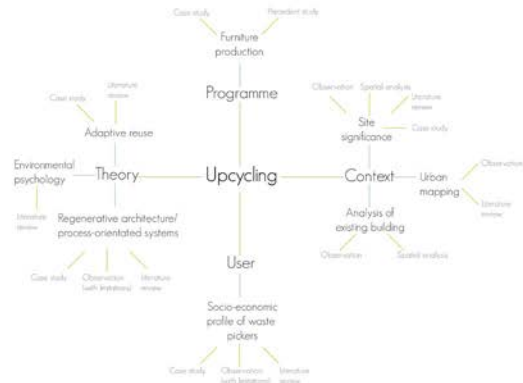 Case study
Precedent study
Furniture
production
Programme
Case study
Literature
review
Adaptive reuse
Environmental
psychology
Theory
Literature
review
Regenerative architecture/
process-orientated systems
Case study
Observation
(with limitations)
Literature
review
Upcycling
Observation
Spatial analysis
Literature
review
Case study
Site
significance
Context
Urban
mapping
Observation
Literature
review
Analysis of
existing building
Observation
Spatial analysis
User
Socio-economic
profile of waste
pickers
Case study
Observation
(with limitations)
Literature
review